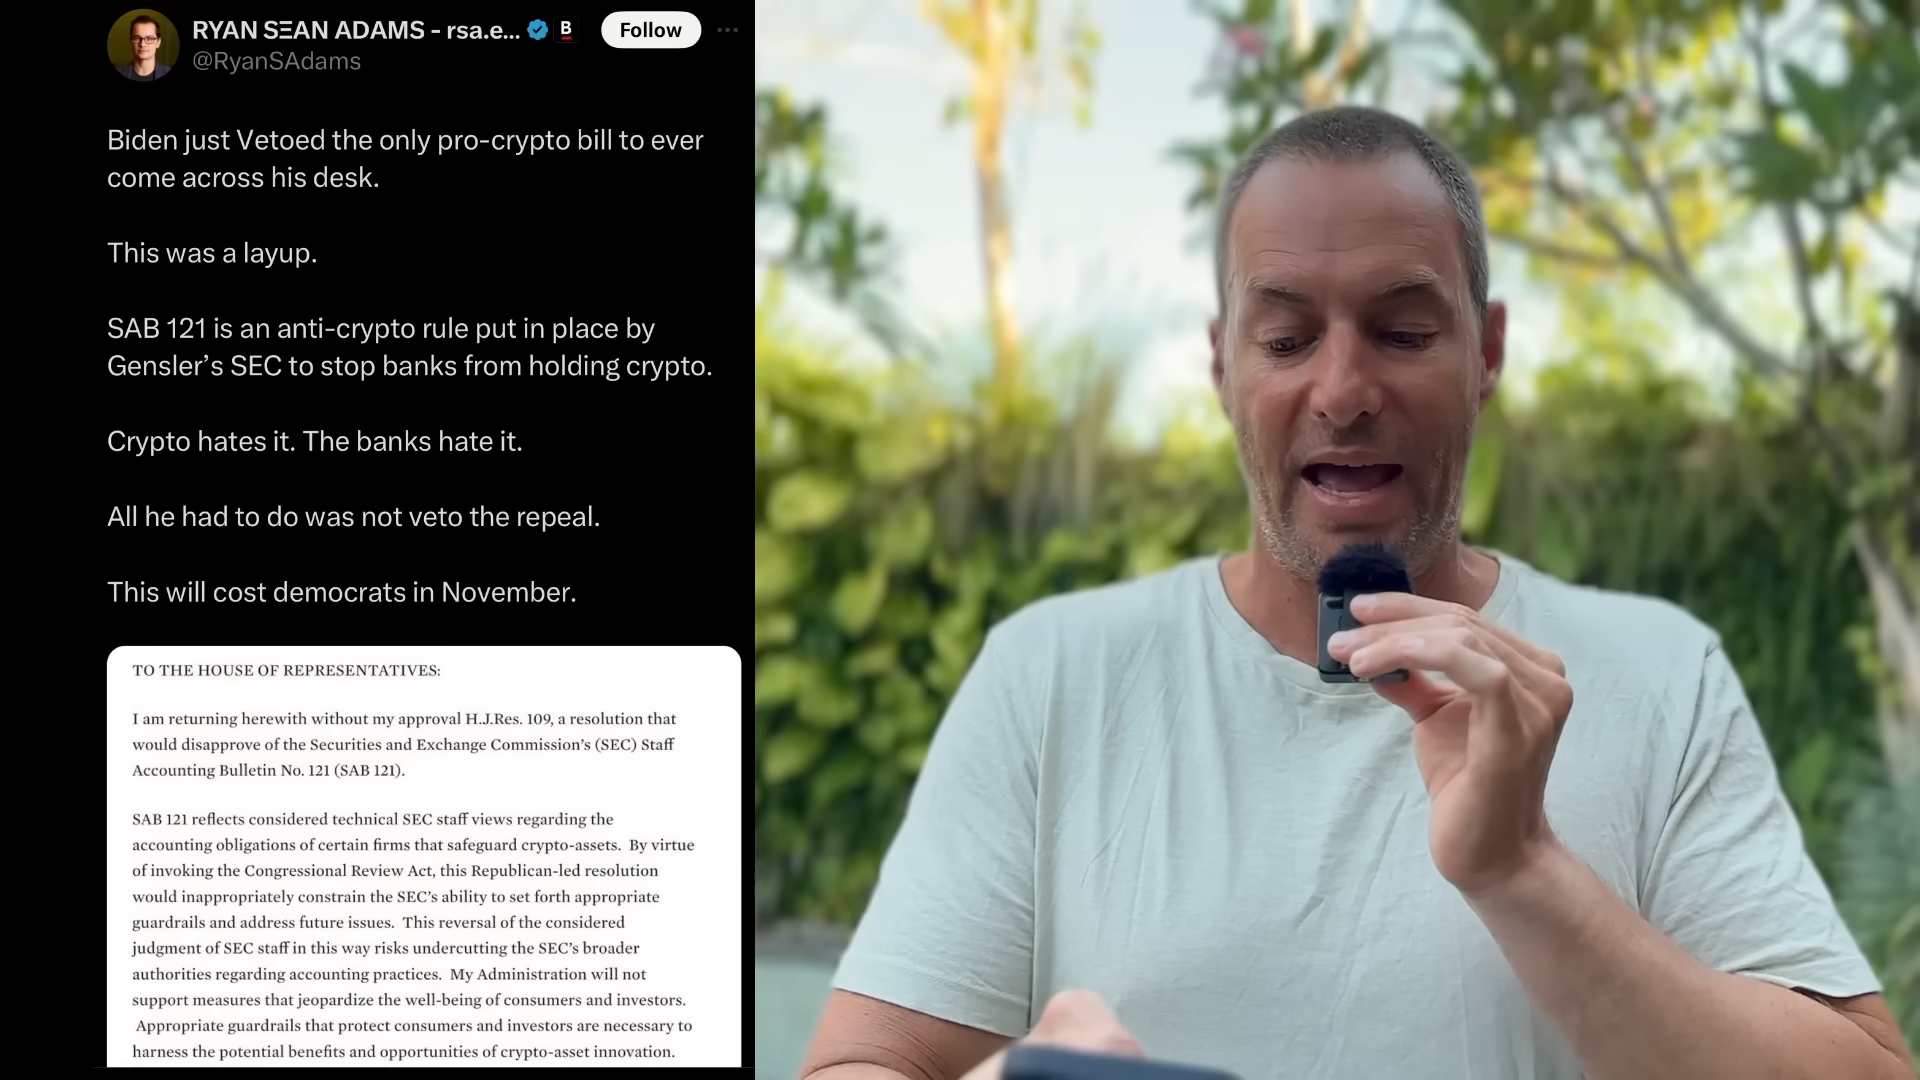 RYAN SΞAN ADAMS - rsa.e... B
Follow
@RyanSAdams
Biden just Vetoed the only pro-crypto bill to ever
come across his desk.
This was a layup.
SAB 121 is an anti-crypto rule put in place by
Gensler’s SEC to stop banks from holding crypto.
Crypto hates it. The banks hate it.
All he had to do was not veto the repeal.
This will cost democrats in November.
TO THE HOUSE OF REPRESENTATIVES:
I am returning herewith without my approval H.J.Res. 109, a resolution that
would disapprove of the Securities and Exchange Commission’s (SEC) Staff
Accounting Bulletin No. 121 (SAB 121).
SAB 121 reflects considered technical SEC staff views regarding the
accounting obligations of certain firms that safeguard crypto-assets.  By virtue
of invoking the Congressional Review Act, this Republican-led resolution
would inappropriately constrain the SEC’s ability to set forth appropriate
guardrails and address future issues.  This reversal of the considered
judgment of SEC staff in this way risks undercutting the SEC’s broader
authorities regarding accounting practices.  My Administration will not
support measures that jeopardize the well-being of consumers and investors.
Appropriate guardrails that protect consumers and investors are necessary to
harness the potential benefits and opportunities of crypto-asset innovation.